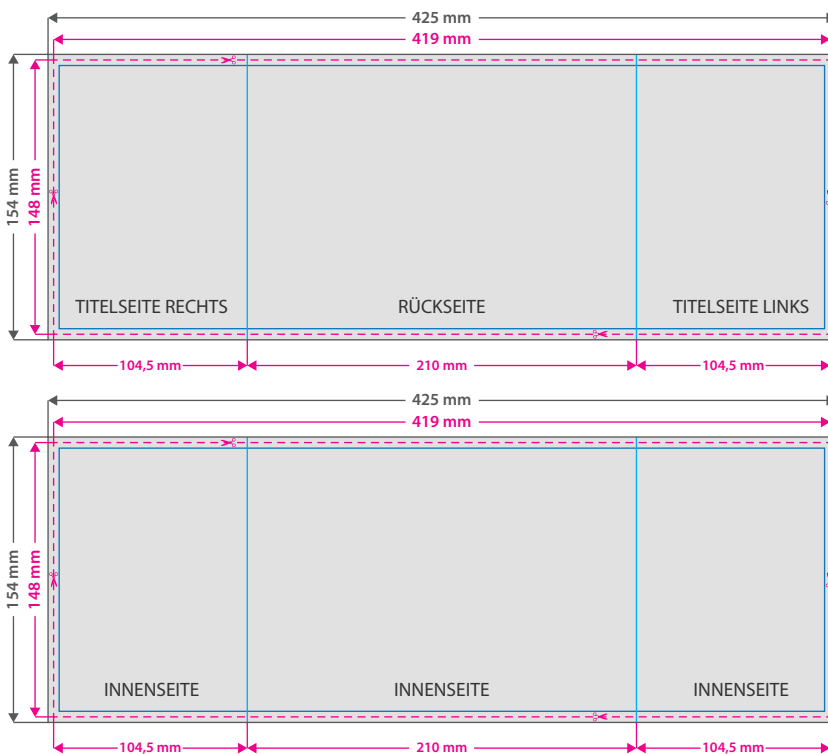 425 mm
419 mm
154 mm
148 mm
TITELSEITE RECHTS
RÜCKSEITE
TITELSEITE LINKS
104,5 mm
210 mm
104,5 mm
425 mm
419 mm
154 mm
148 mm
INNENSEITE
INNENSEITE
INNENSEITE
104,5 mm
210 mm
104,5 mm